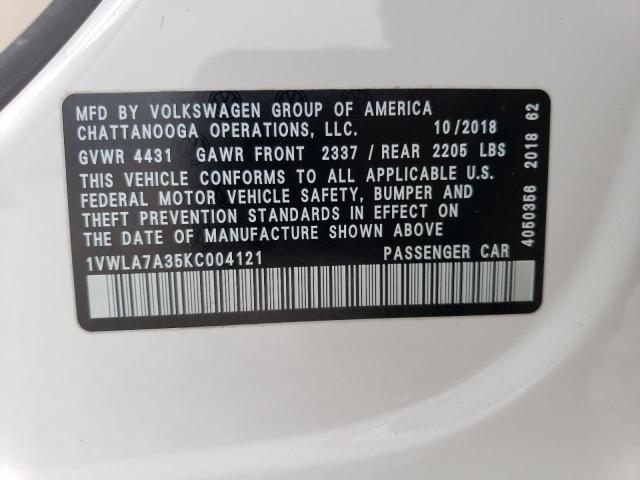 MFD BY VOLKSWAGEN GROUP OF AMERICA
CHATTANOOGA OPERATIONS, LLC. 10/2018
GVWR 4431 GAWR FRONT 2337 / REAR 2205 LBS
THIS VEHICLE CONFORMS TO ALL APPLICABLE U.S.
FEDERAL MOTOR VEHICLE SAFETY, BUMPER AND
THEFT PREVENTION STANDARDS IN EFFECT ON
THE DATE OF MANUFACTURE SHOWN ABOVE
1VWLA7A35KC004121 PASSENGER CAR
4050356 2018 62